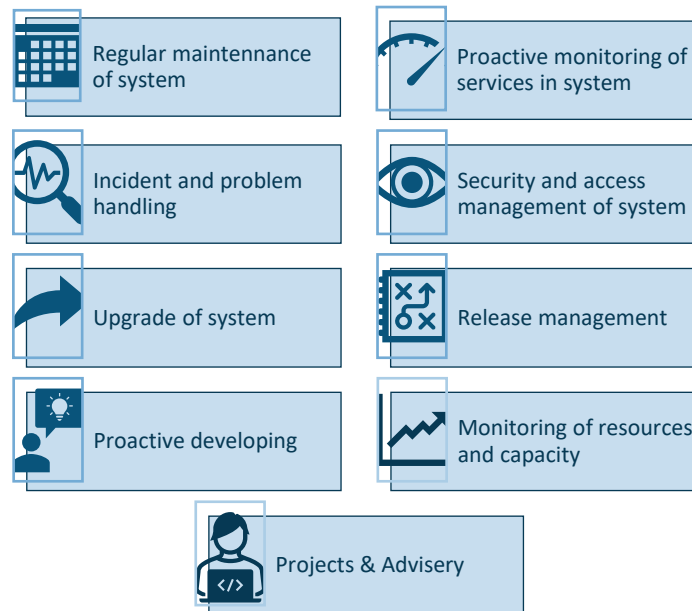 Regular maintennance
of system
Proactive monitoring of
services in system
Incident and problem
handling
Security and access
management of system
Upgrade of system
Release management
Proactive developing
Monitoring of resources
and capacity
Projects & Advisery